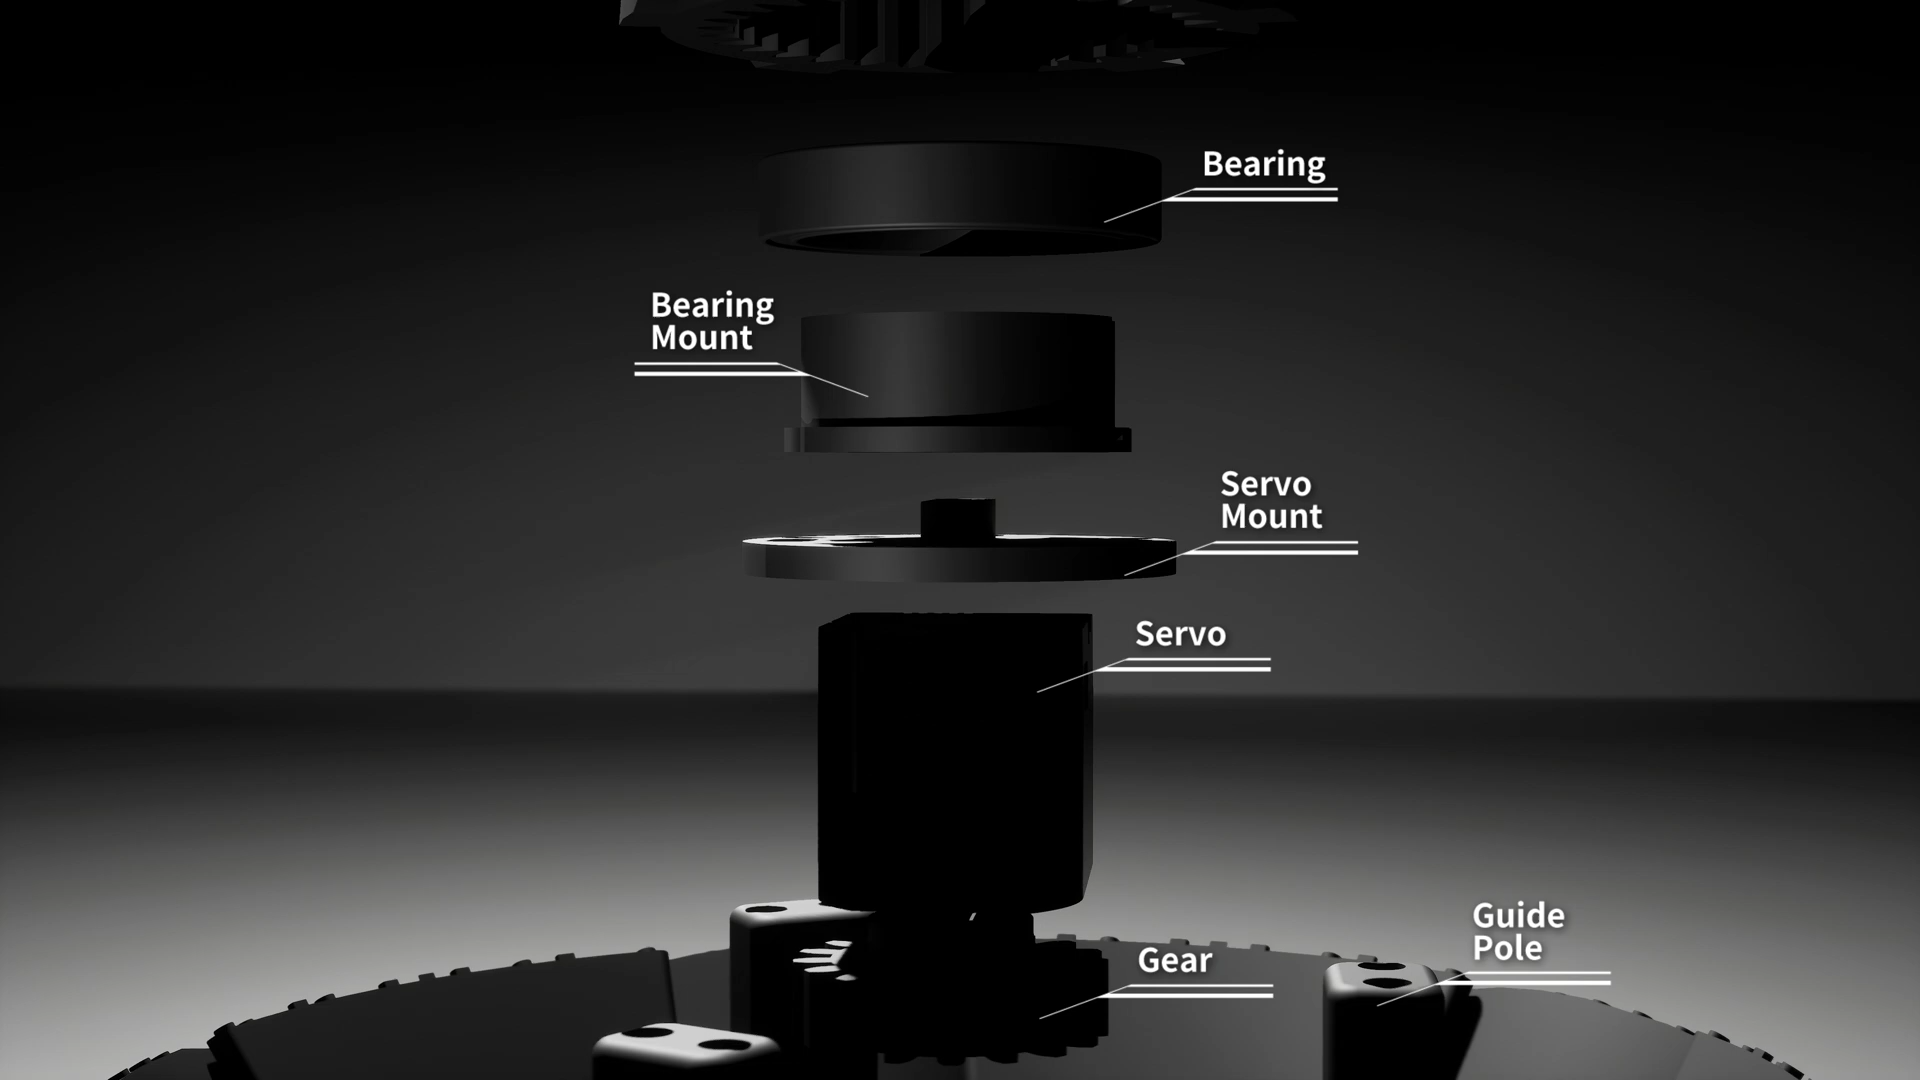 Bearing
Bearing
Mount
Servo
Mount
Servo
Guide
Pole
Gear